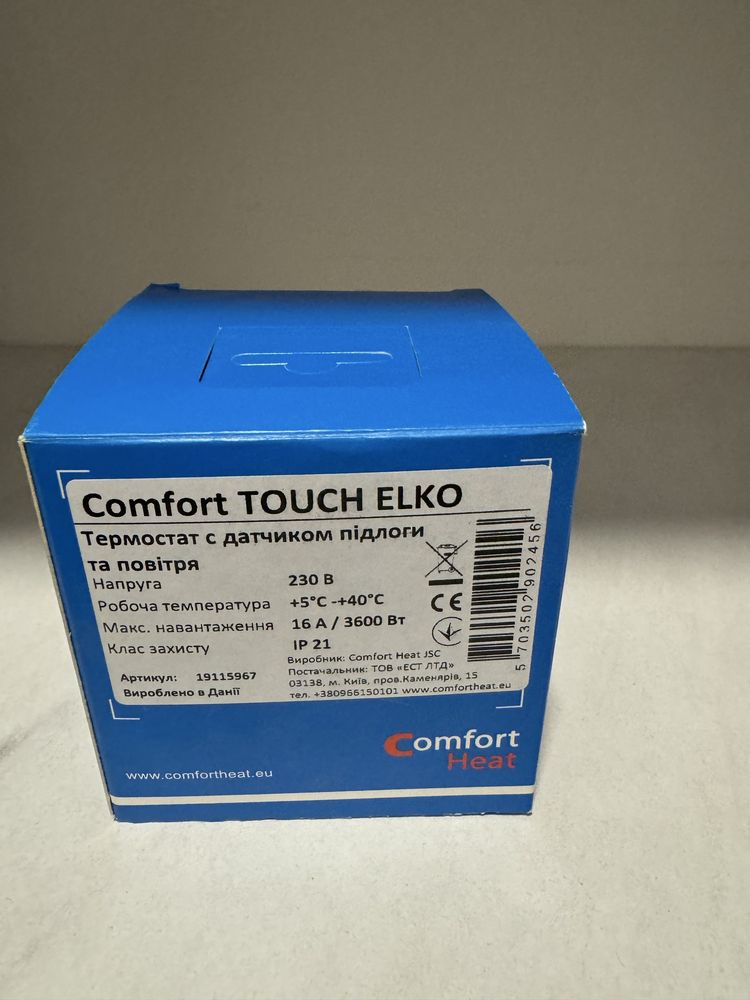 Comfort TOUCH ELKO
Термостат с датчиком підлоги
та повітря
Напруга 230 В
Робоча температура +5°C -+40°C
Макс. навантаження 16 А / 3600 Вт
Клас захисту IP 21
Виробник: Comfort Heat JSC
Постачальник: ТОВ «ЕСТ ЛТД»
03138, м. Київ, пров.Каменярів, 15
тел. +380966150101 www.comfortheat.eu
Артикул: 19115967
Вироблено в Данії
CE
5 703502 902456
Comfort
Heat
www.comfortheat.eu